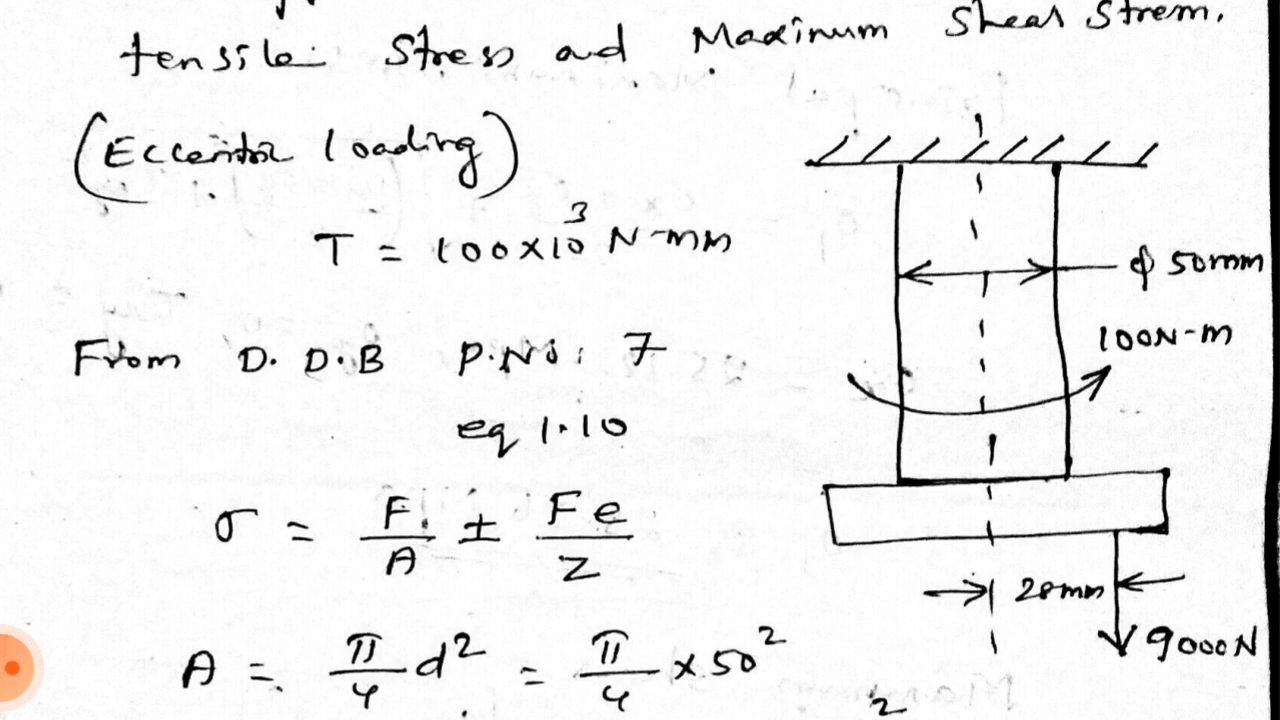 tensile Stress and Maximum Shear Stress.
(Eccentric loading)
T = 100×10³ N-mm
From D.D.B P.No: 7
eq 1.10
σ = F/A ± Fe/Z
A = π/4 d² = π/4 × 50²
ϕ 50mm
100N-m
20mm
9000N